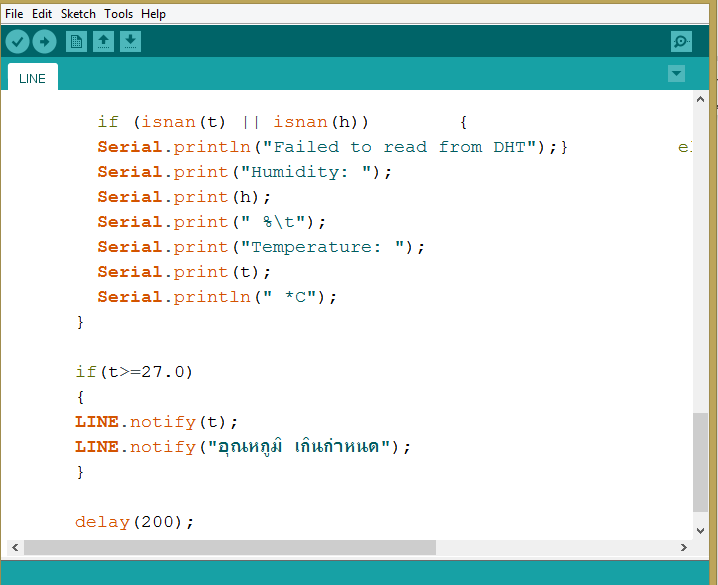 File Edit Sketch Tools Help
LINE
if (isnan(t) || isnan(h)) {
Serial.println("Failed to read from DHT");} el
Serial.print("Humidity: ");
Serial.print(h);
Serial.print(" %\t");
Serial.print("Temperature: ");
Serial.print(t);
Serial.println(" *C");
}
if(t>=27.0)
{
LINE.notify(t);
LINE.notify("อุณหภูมิ เกินกำหนด");
}
delay(200);